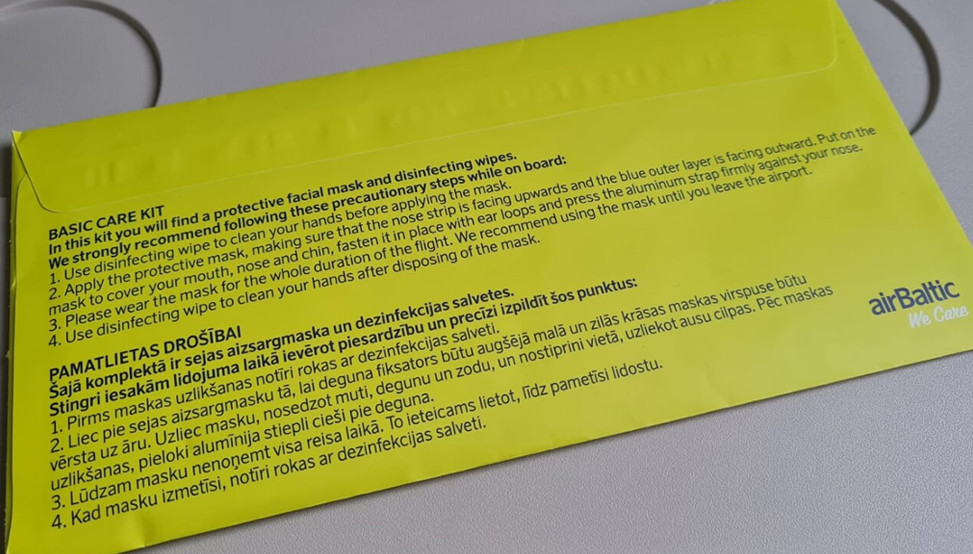 BASIC CARE KIT
In this kit you will find a protective facial mask and disinfecting wipes.
We strongly recommend following these precautionary steps while on board:
1. Use disinfecting wipe to clean your hands before applying the mask.
2. Apply the protective mask, making sure that the nose strip is facing upwards and the blue outer layer is facing outward. Put on the
mask to cover your mouth, nose and chin, fasten it in place with ear loops and press the aluminum strap firmly against your nose.
3. Please wear the mask for the whole duration of the flight. We recommend using the mask until you leave the airport.
4. Use disinfecting wipe to clean your hands after disposing of the mask.
PAMATLIETAS DROŠĪBAI
Šajā komplektā ir sejas aizsargmaska un dezinfekcijas salvetes.
Stingri iesakām lidojuma laikā ievērot piesardzību un precīzi izpildīt šos punktus:
1. Pirms maskas uzlikšanas notīri rokas ar dezinfekcijas salveti.
2. Liec pie sejas aizsargmasku tā, lai deguna fiksators būtu augšējā malā un zilās krāsas maskas virspuse būtu
vērsta uz āru. Uzliec masku, nosedzot muti, degunu un zodu, un nostiprini vietā, uzliekot ausu cilpas. Pēc maskas
uzlikšanas, pieloki alumīnija stiepli cieši pie deguna.
3. Lūdzam masku nenoņemt visa reisa laikā. To ieteicams lietot, līdz pametīsi lidostu.
4. Kad masku izmetīsi, notīri rokas ar dezinfekcijas salveti.
airBaltic
We Care